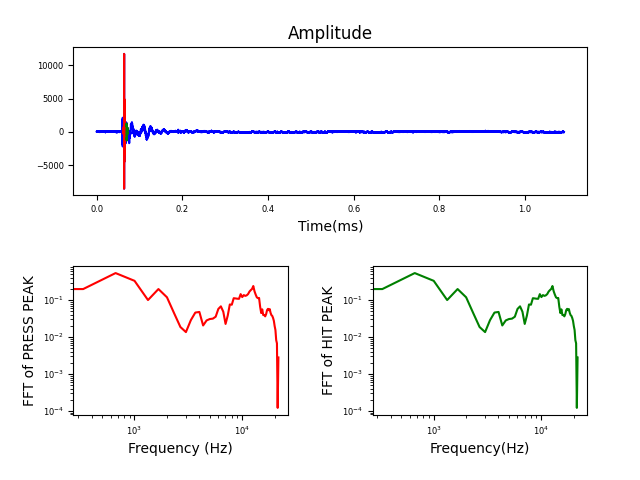 Amplitude
10000
5000
0
−5000
0.0 0.2 0.4 0.6 0.8 1.0
Time(ms)
FFT of PRESS PEAK
10⁻¹
10⁻²
10⁻³
10⁻⁴
10³ 10⁴
Frequency (Hz)
FFT of HIT PEAK
10⁻¹
10⁻²
10⁻³
10⁻⁴
10³ 10⁴
Frequency(Hz)